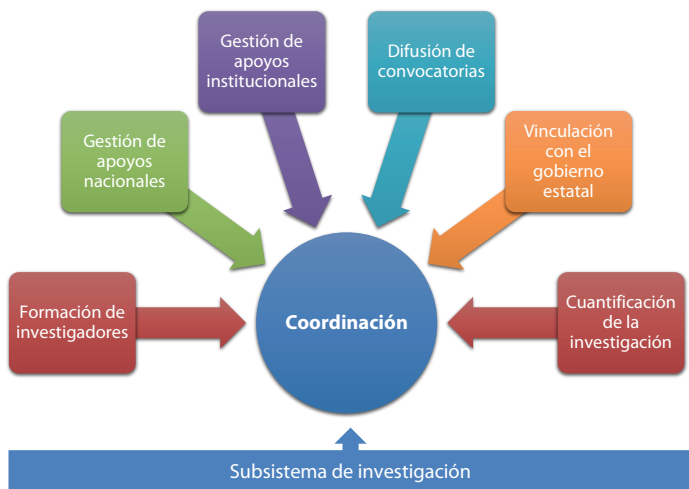 Gestión de
apoyos
institucionales
Difusión de
convocatorias
Gestión de
apoyos
nacionales
Vinculación
con el
gobierno
estatal
Formación de
investigadores
Coordinación
Cuantificación
de la
investigación
Subsistema de investigación